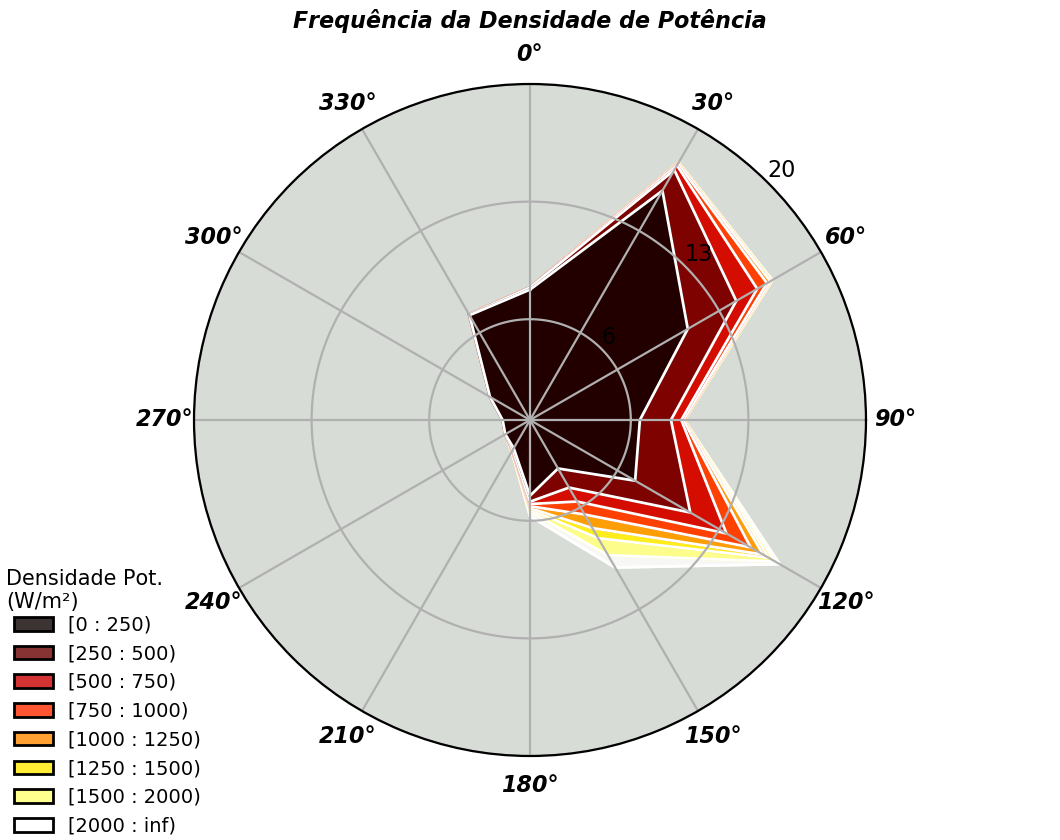 Frequência da Densidade de Potência
0°
330°
30°
20
300°
60°
13
6
270°
90°
240°
120°
210°
150°
180°
Densidade Pot.
(W/m²)
[0 : 250)
[250 : 500)
[500 : 750)
[750 : 1000)
[1000 : 1250)
[1250 : 1500)
[1500 : 2000)
[2000 : inf)